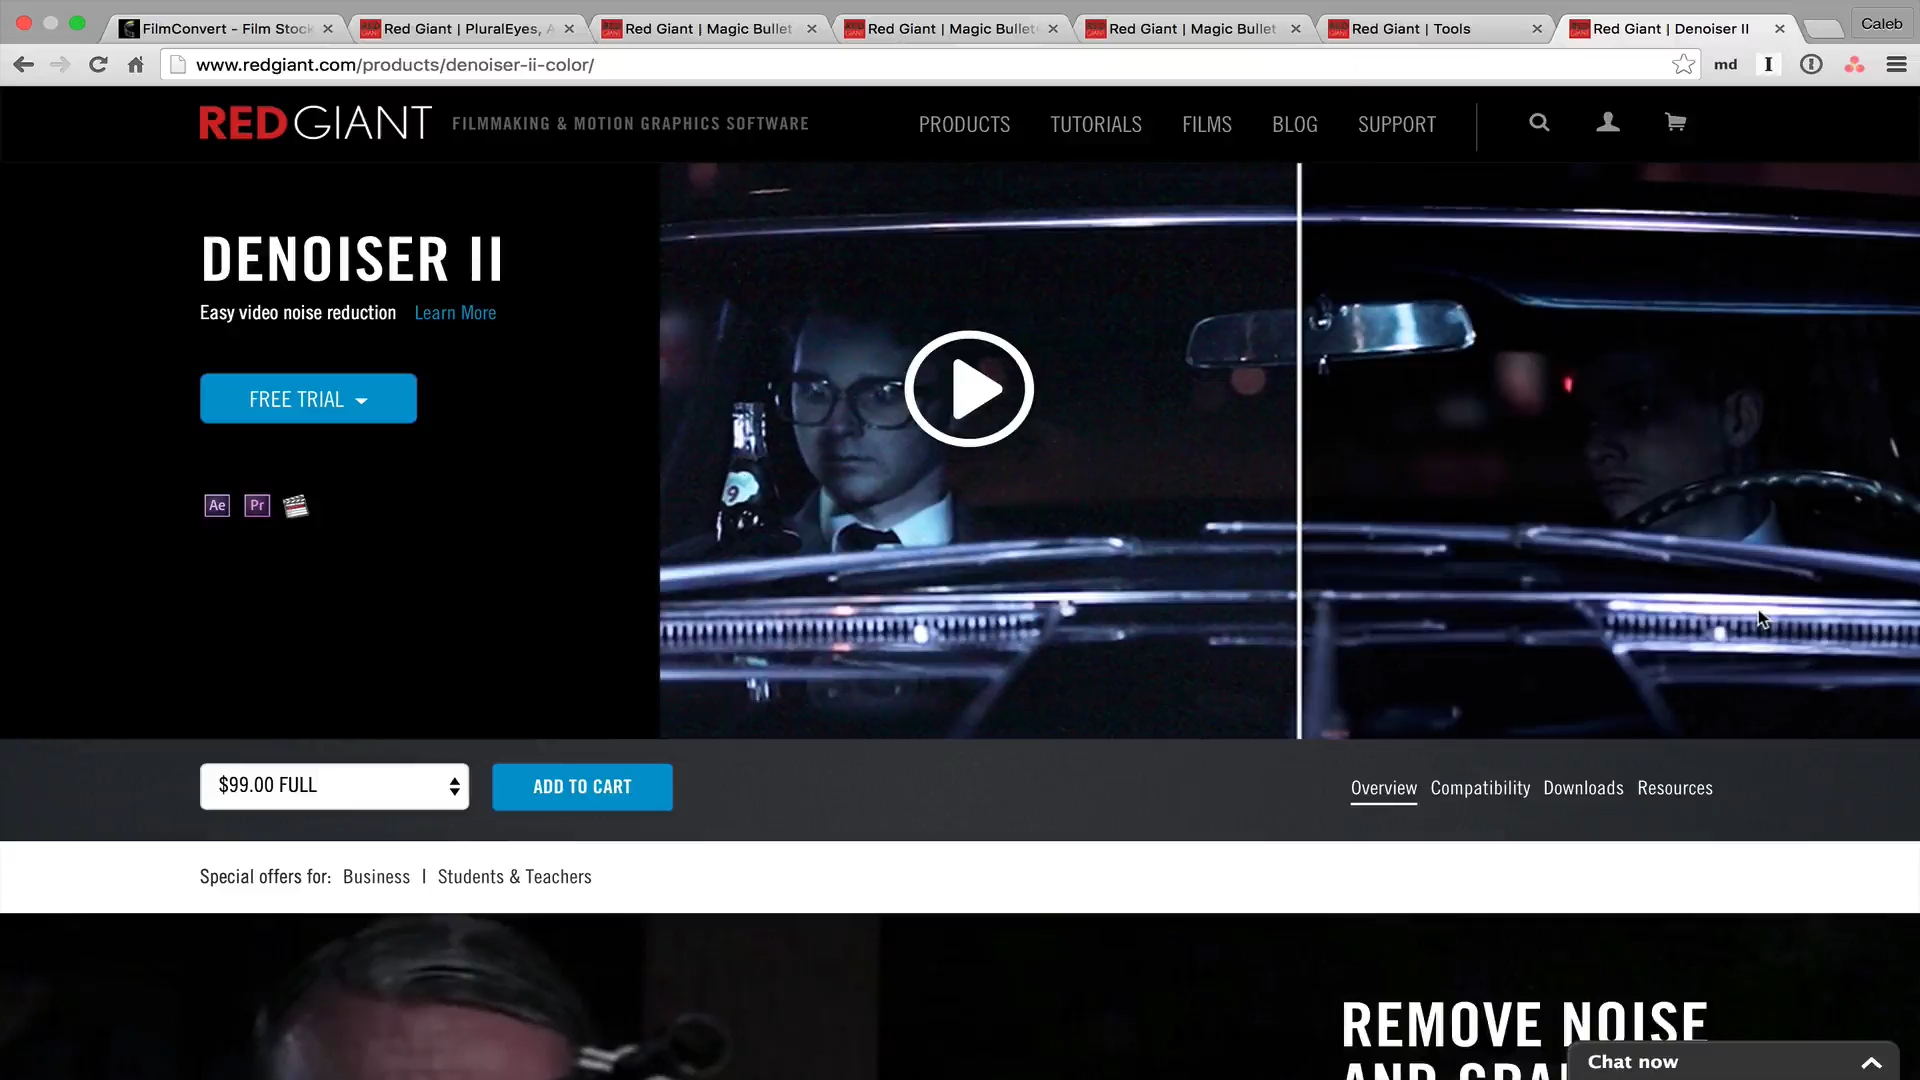 FilmConvert - Film Stock
Red Giant | PluralEyes, A
Red Giant | Magic Bullet
Red Giant | Magic Bullet
Red Giant | Magic Bullet
Red Giant | Tools
Red Giant | Denoiser II
Caleb
www.redgiant.com/products/denoiser-ii-color/
md
I
REDGIANT
FILMMAKING & MOTION GRAPHICS SOFTWARE
PRODUCTS
TUTORIALS
FILMS
BLOG
SUPPORT
DENOISER II
Easy video noise reduction
Learn More
FREE TRIAL
Ae
Pr
9
$99.00 FULL
ADD TO CART
Overview
Compatibility
Downloads
Resources
Special offers for: Business | Students & Teachers
REMOVE NOISE
AND
Chat now